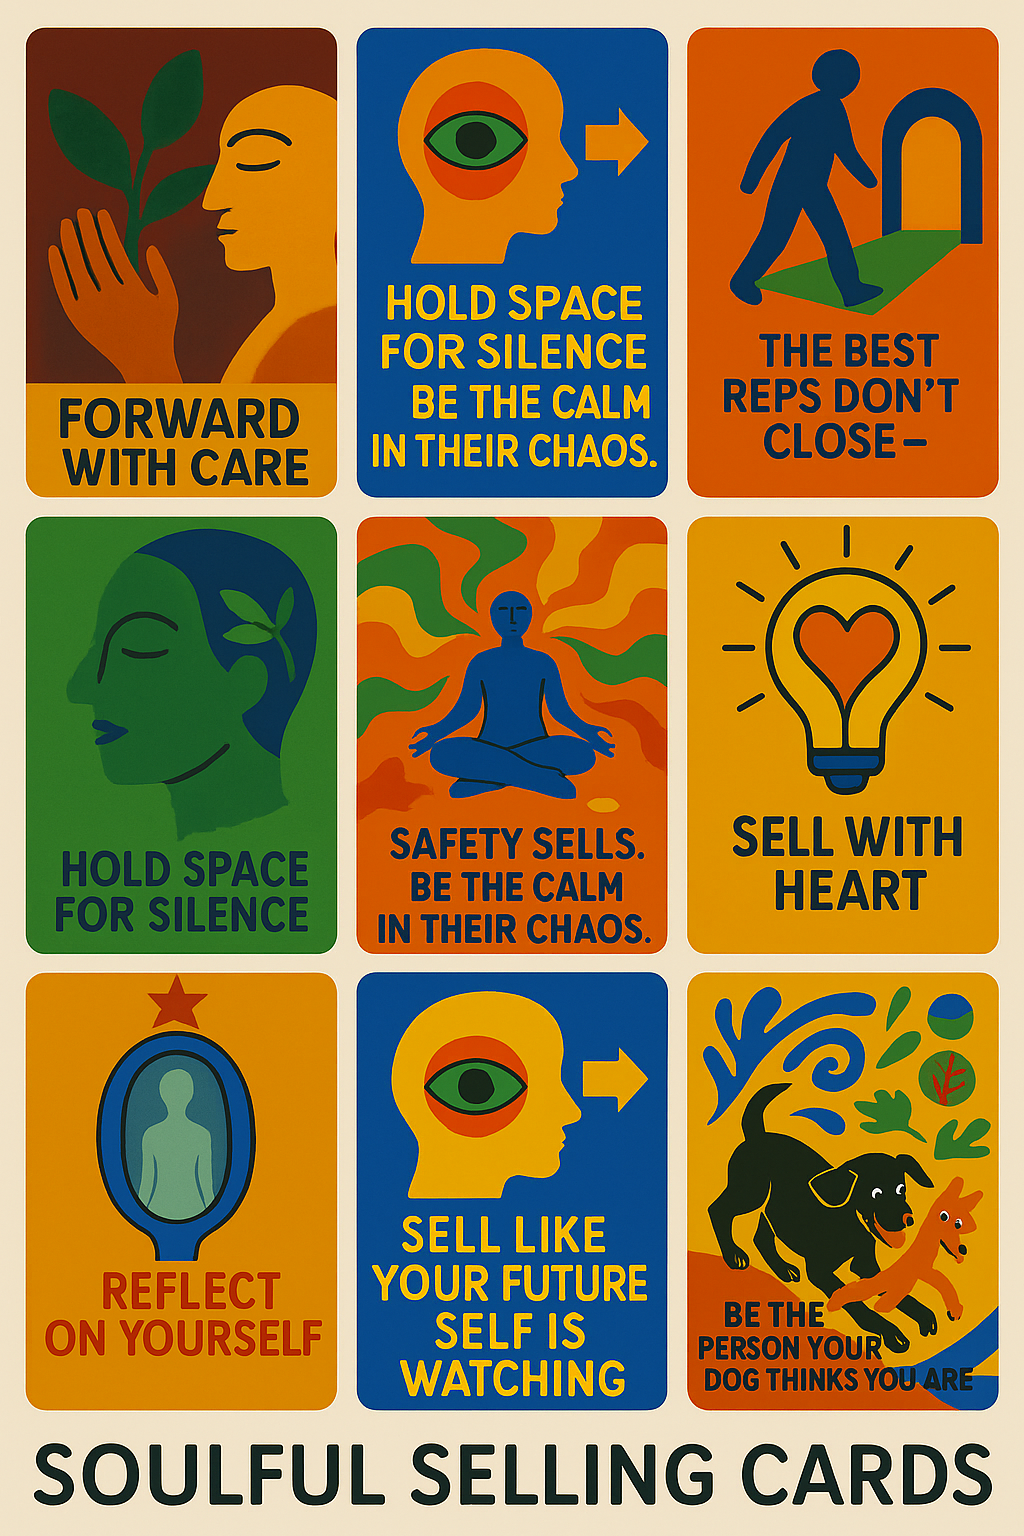 FORWARD
WITH CARE
HOLD SPACE
FOR SILENCE
BE THE CALM
IN THEIR CHAOS.
THE BEST
REPS DON'T
CLOSE–
HOLD SPACE
FOR SILENCE
SAFETY SELLS.
BE THE CALM
IN THEIR CHAOS.
SELL WITH
HEART
REFLECT
ON YOURSELF
SELL LIKE
YOUR FUTURE
SELF IS
WATCHING
BE THE
PERSON YOUR
DOG THINKS YOU ARE
SOULFUL SELLING CARDS